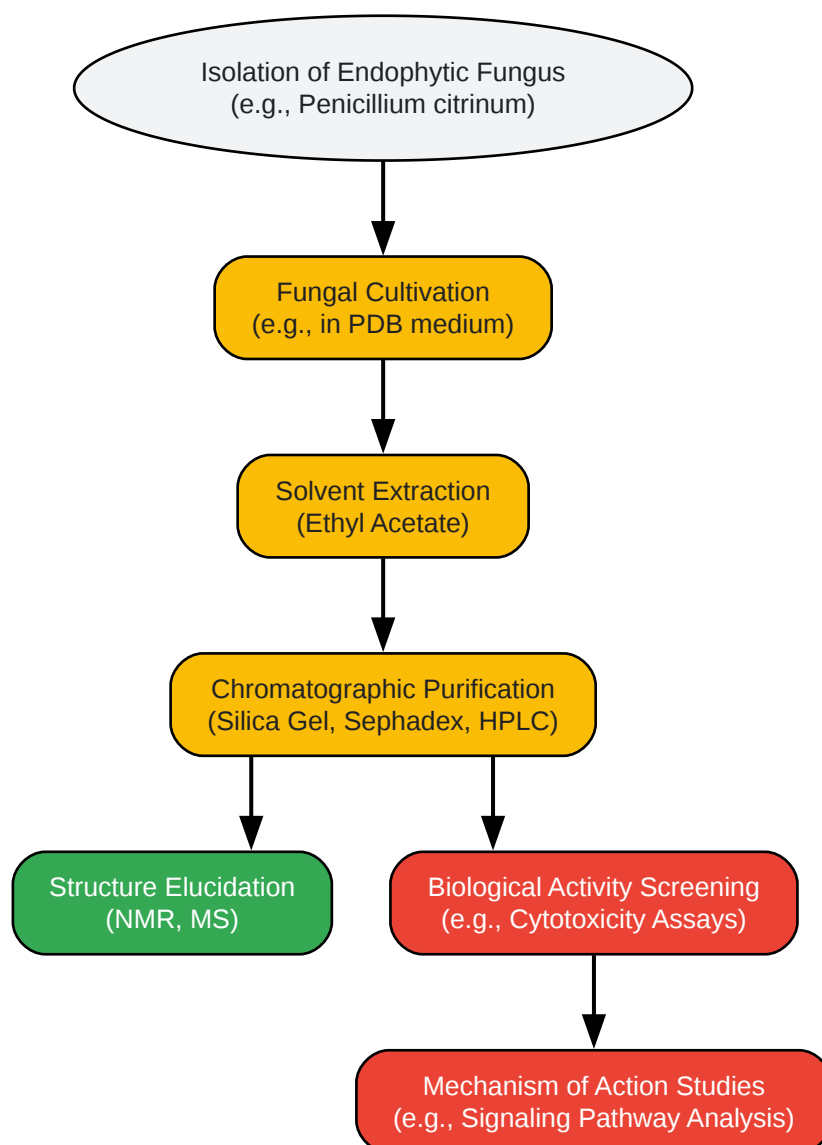 Isolation of Endophytic Fungus
(e.g., Penicillium citrinum)
Fungal Cultivation
(e.g., in PDB medium)
Solvent Extraction
(Ethyl Acetate)
Chromatographic Purification
(Silica Gel, Sephadex, HPLC)
Structure Elucidation
(NMR, MS)
Biological Activity Screening
(e.g., Cytotoxicity Assays)
Mechanism of Action Studies
(e.g., Signaling Pathway Analysis)